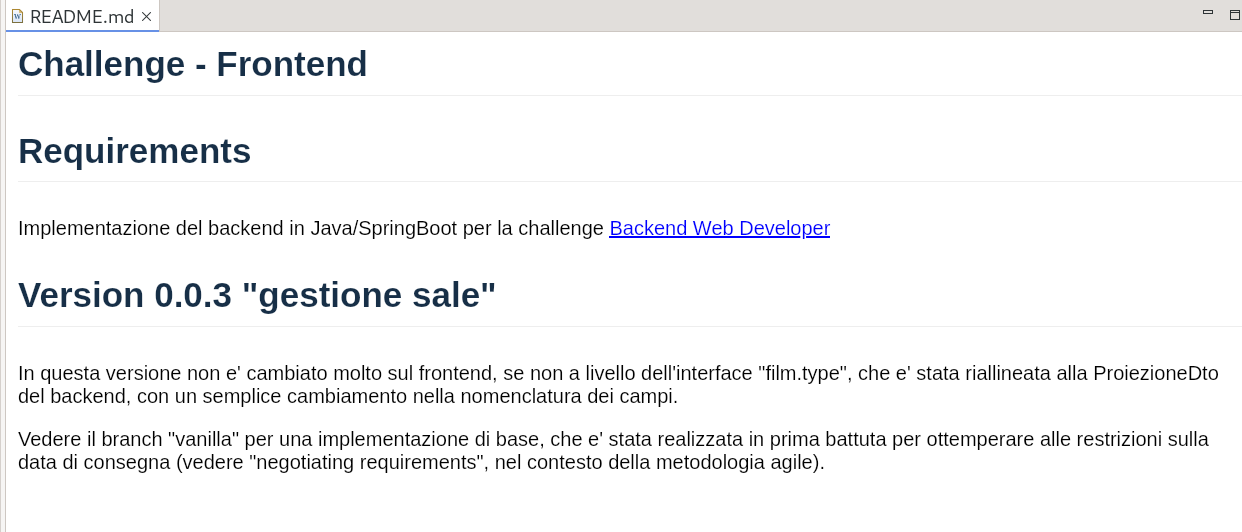 README.md
Challenge - Frontend
Requirements
Implementazione del backend in Java/SpringBoot per la challenge Backend Web Developer
Version 0.0.3 "gestione sale"
In questa versione non e' cambiato molto sul frontend, se non a livello dell'interface "film.type", che e' stata riallineata alla ProiezioneDto
del backend, con un semplice cambiamento nella nomenclatura dei campi.
Vedere il branch "vanilla" per una implementazione di base, che e' stata realizzata in prima battuta per ottemperare alle restrizioni sulla
data di consegna (vedere "negotiating requirements", nel contesto della metodologia agile).